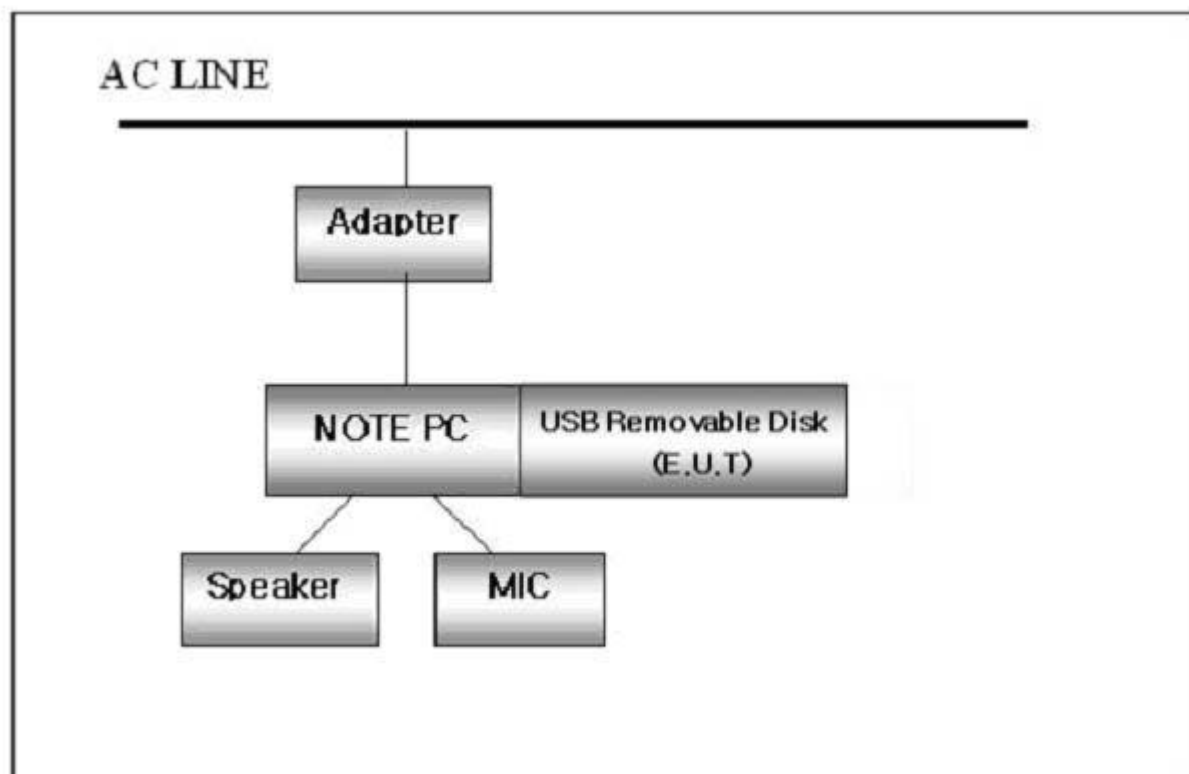 AC LINE
Adapter
NOTE PC
USB Removable Disk
(E.U.T)
Speaker
MIC